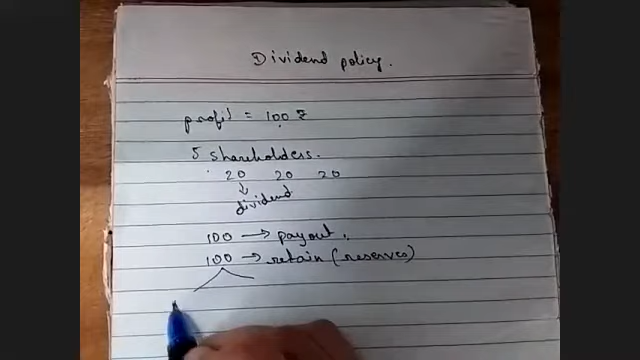 Dividend policy.
profit = 100 ₹
5 shareholders.
20 20 20
↓
dividend
100 → payout.
100 → retain (reserves)